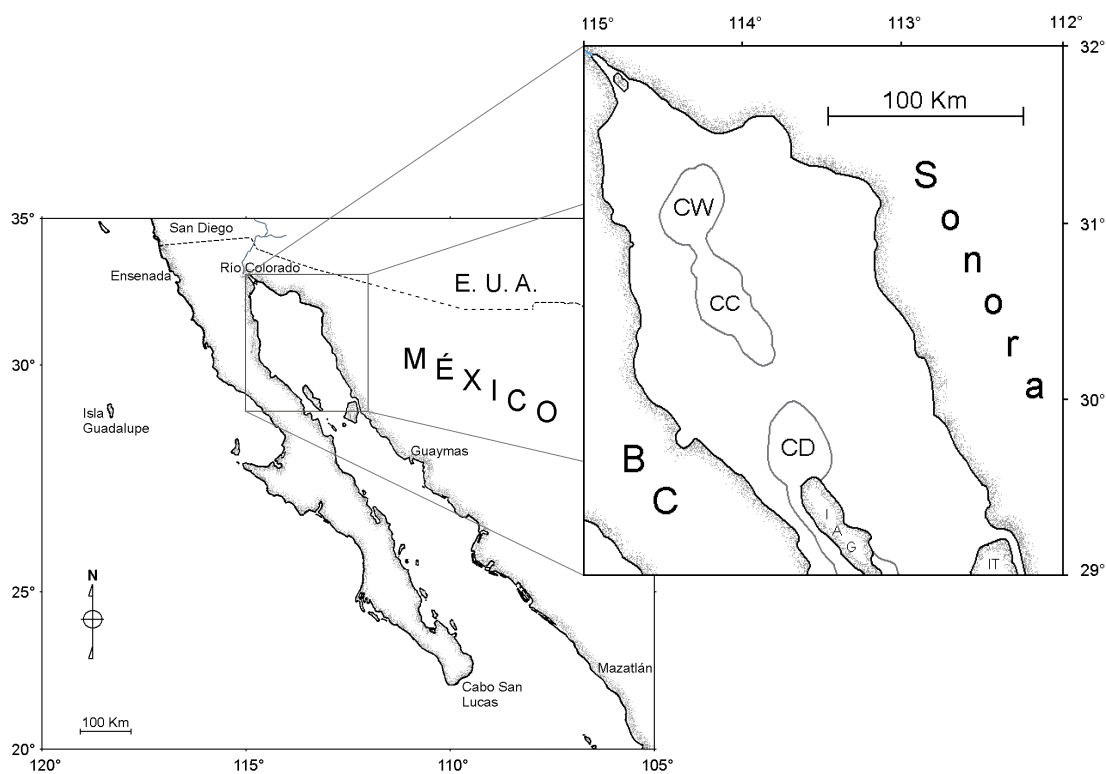 115°
114°
113°
112°
32°
100 Km
S
o
n
o
r
a
CW
31°
CC
30°
CD
B
C
I
A
G
IT
29°
35°
San Diego
Ensenada
Río Colorado
E. U. A.
MÉXICO
30°
Isla
Guadalupe
Guaymas
25°
N
Mazatlán
Cabo San
Lucas
100 Km
20°
120°
115°
110°
105°